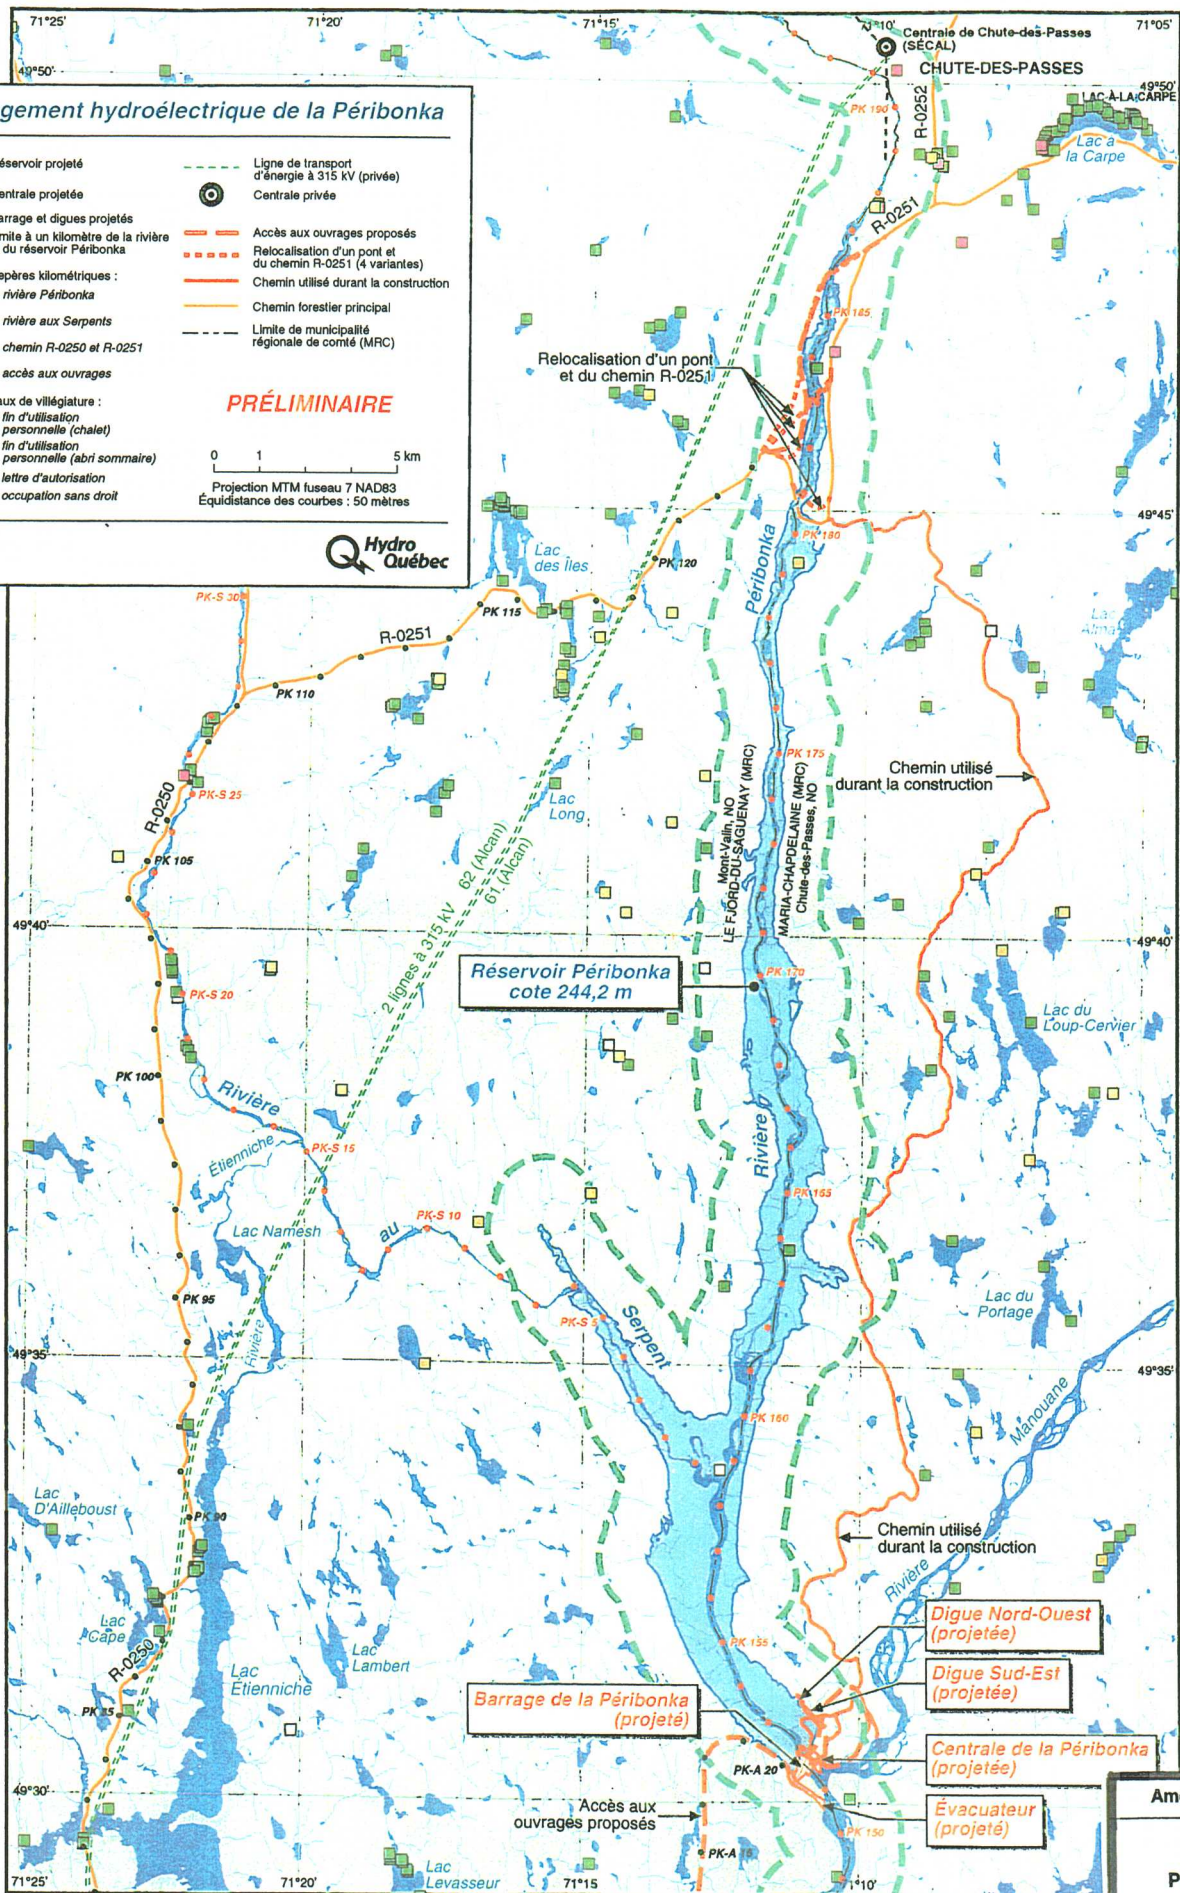 71°25'
71°20'
71°15'
71°10'
71°05'
49°50'
Centrale de Chute-des-Passes
(SÉCAL)
CHUTE-DES-PASSES
49°50'
LAC-À-LA-CARPE
Lac à
la Carpe
R-0252
R-0251
PK 190
gement hydroélectrique de la Péribonka
éservoir projeté
entrale projetée
arrage et digues projetés
mite à un kilomètre de la rivière
du réservoir Péribonka
epères kilométriques :
rivière Péribonka
rivière aux Serpents
chemin R-0250 et R-0251
accès aux ouvrages
aux de villégiature :
fin d'utilisation
personnelle (chalet)
fin d'utilisation
personnelle (abri sommaire)
lettre d'autorisation
occupation sans droit
Ligne de transport
d'énergie à 315 kV (privée)
Centrale privée
Accès aux ouvrages proposés
Relocalisation d'un pont et
du chemin R-0251 (4 variantes)
Chemin utilisé durant la construction
Chemin forestier principal
Limite de municipalité
régionale de comté (MRC)
PRÉLIMINAIRE
0 1 5 km
Projection MTM fuseau 7 NAD83
Équidistance des courbes : 50 mètres
Hydro
Québec
PK 185
Relocalisation d'un pont
et du chemin R-0251
49°45'
PK 180
Péribonka
Lac
des Îles
PK 120
PK 115
R-0251
PK-S 30
PK 110
Lac
Alma
PK 175
Chemin utilisé
durant la construction
Mont-Valin, NO
LE FJORD-DU-SAGUENAY (MRC)
MARIA-CHAPDELAINE (MRC)
Chute-des-Passes, NO
Lac
Long
PK-S 25
R-0250
PK 105
2 lignes à 315 kV
62 (Alcan)
61 (Alcan)
49°40'
49°40'
Réservoir Péribonka
cote 244,2 m
PK 170
PK-S 20
Lac du
Loup-Cervier
PK 100
Rivière
Étienniche
PK-S 15
Rivière
PK 165
PK-S 10
au
Lac Namesh
Rivière
PK 95
Lac du
Portage
PK-S 5
Serpent
49°35'
49°35'
PK 160
Manouane
Lac
D'Ailleboust
PK 90
Chemin utilisé
durant la construction
Rivière
Lac
Cape
R-0250
Lac
Lambert
Lac
Étienniche
PK 155
Digue Nord-Ouest
(projetée)
Digue Sud-Est
(projetée)
Barrage de la Péribonka
(projeté)
PK 85
Centrale de la Péribonka
(projetée)
PK-A 20
49°30'
Accès aux
ouvrages proposés
Évacuateur
(projeté)
PK 150
PK-A 15
Lac
Levasseur
Am
P
71°25'
71°20'
71°15'
71°10'